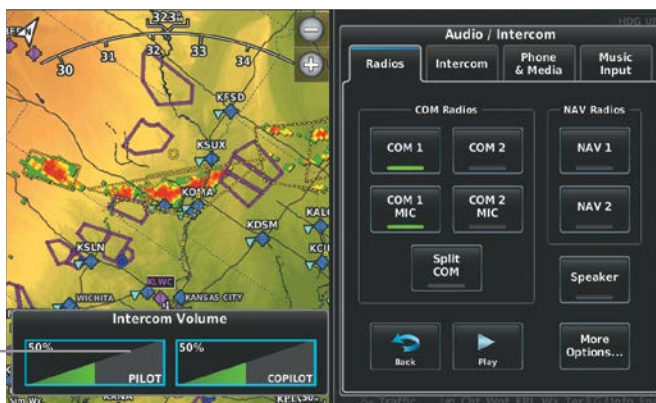 323°
30
31
32
33
34
KFSD
KSUX
KOMA
KDSM
KSLN
KLWC
WICHITA
KANSAS CITY
Intercom Volume
50%
PILOT
50%
COPILOT
HDG UP
Audio / Intercom
Radios
Intercom
Phone
& Media
Music
Input
COM Radios
NAV Radios
COM 1
COM 2
NAV 1
COM 1
MIC
COM 2
MIC
NAV 2
Split
COM
Speaker
Back
Play
More
Options...